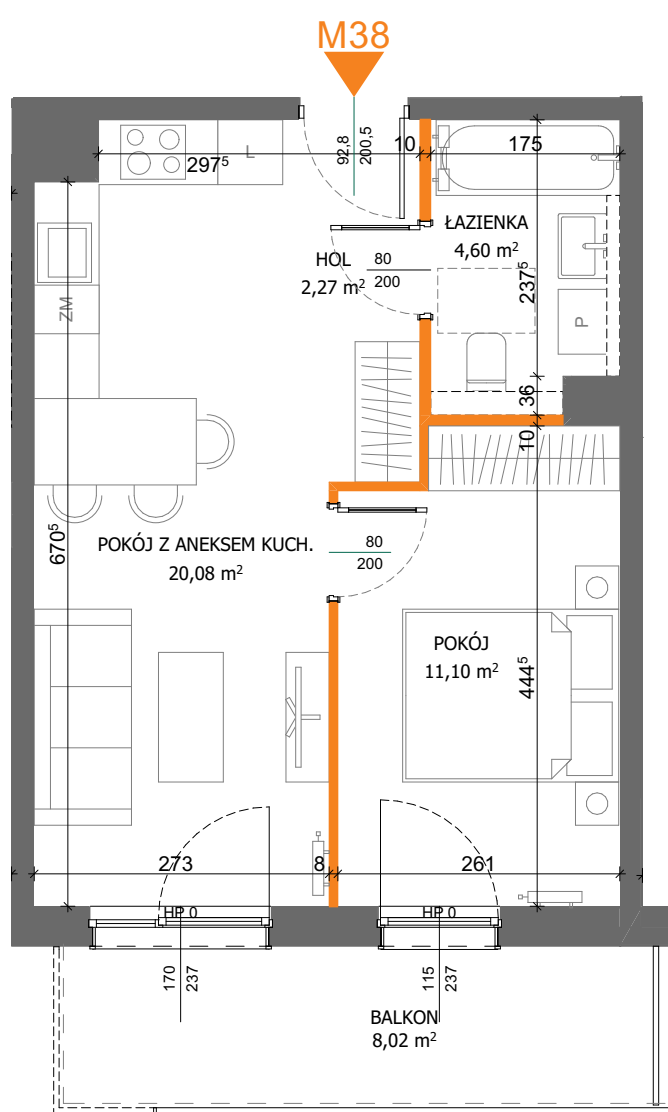 M38
92,8
200,5
L
297⁵
10
175
ŁAZIENKA
4,60 m²
HOL
2,27 m²
80
200
237⁵
ZM
P
36
10
670⁵
POKÓJ Z ANEKSEM KUCH.
20,08 m²
80
200
POKÓJ
11,10 m²
444⁵
273
8
261
HP 0
HP 0
170
237
115
237
BALKON
8,02 m²